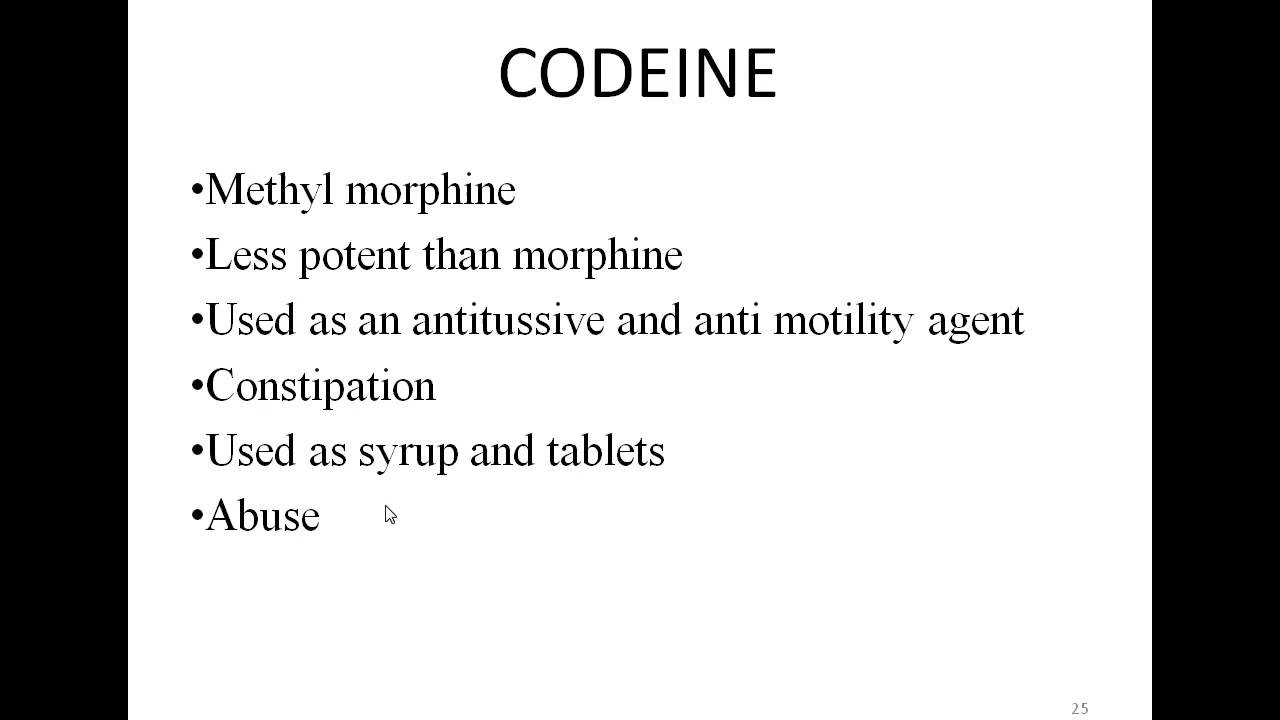 CODEINE
•Methyl morphine
•Less potent than morphine
•Used as an antitussive and anti motility agent
•Constipation
•Used as syrup and tablets
•Abuse
25